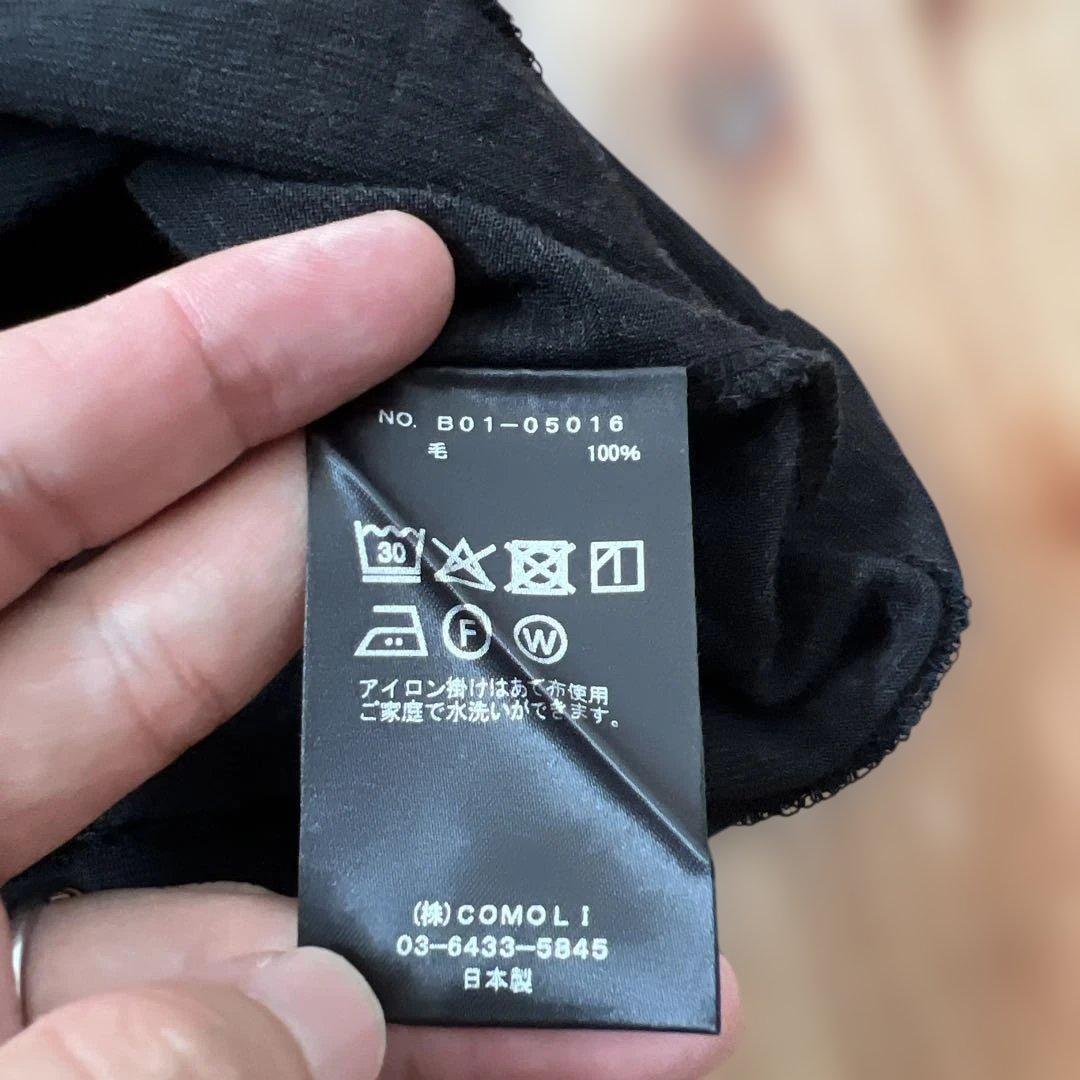 NO. B01-05016
毛 100%
30
F W
アイロン掛けはあて布使用
ご家庭で水洗いができます。
(株)COMOLI
03-6433-5845
日本製